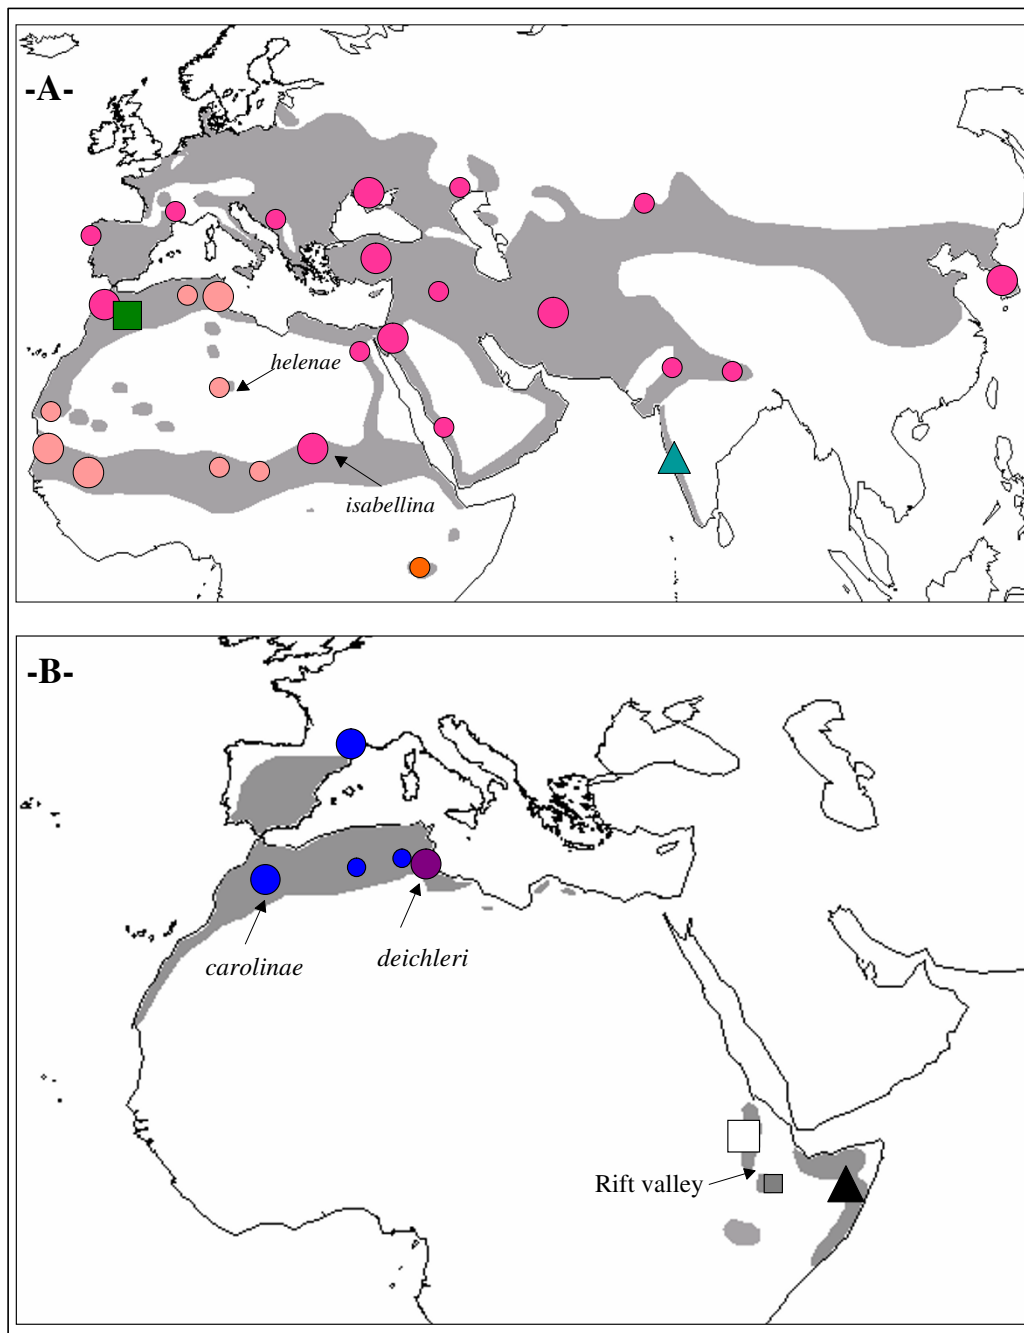 -A-
helenae
isabellina
-B-
carolinae
deichleri
Rift valley